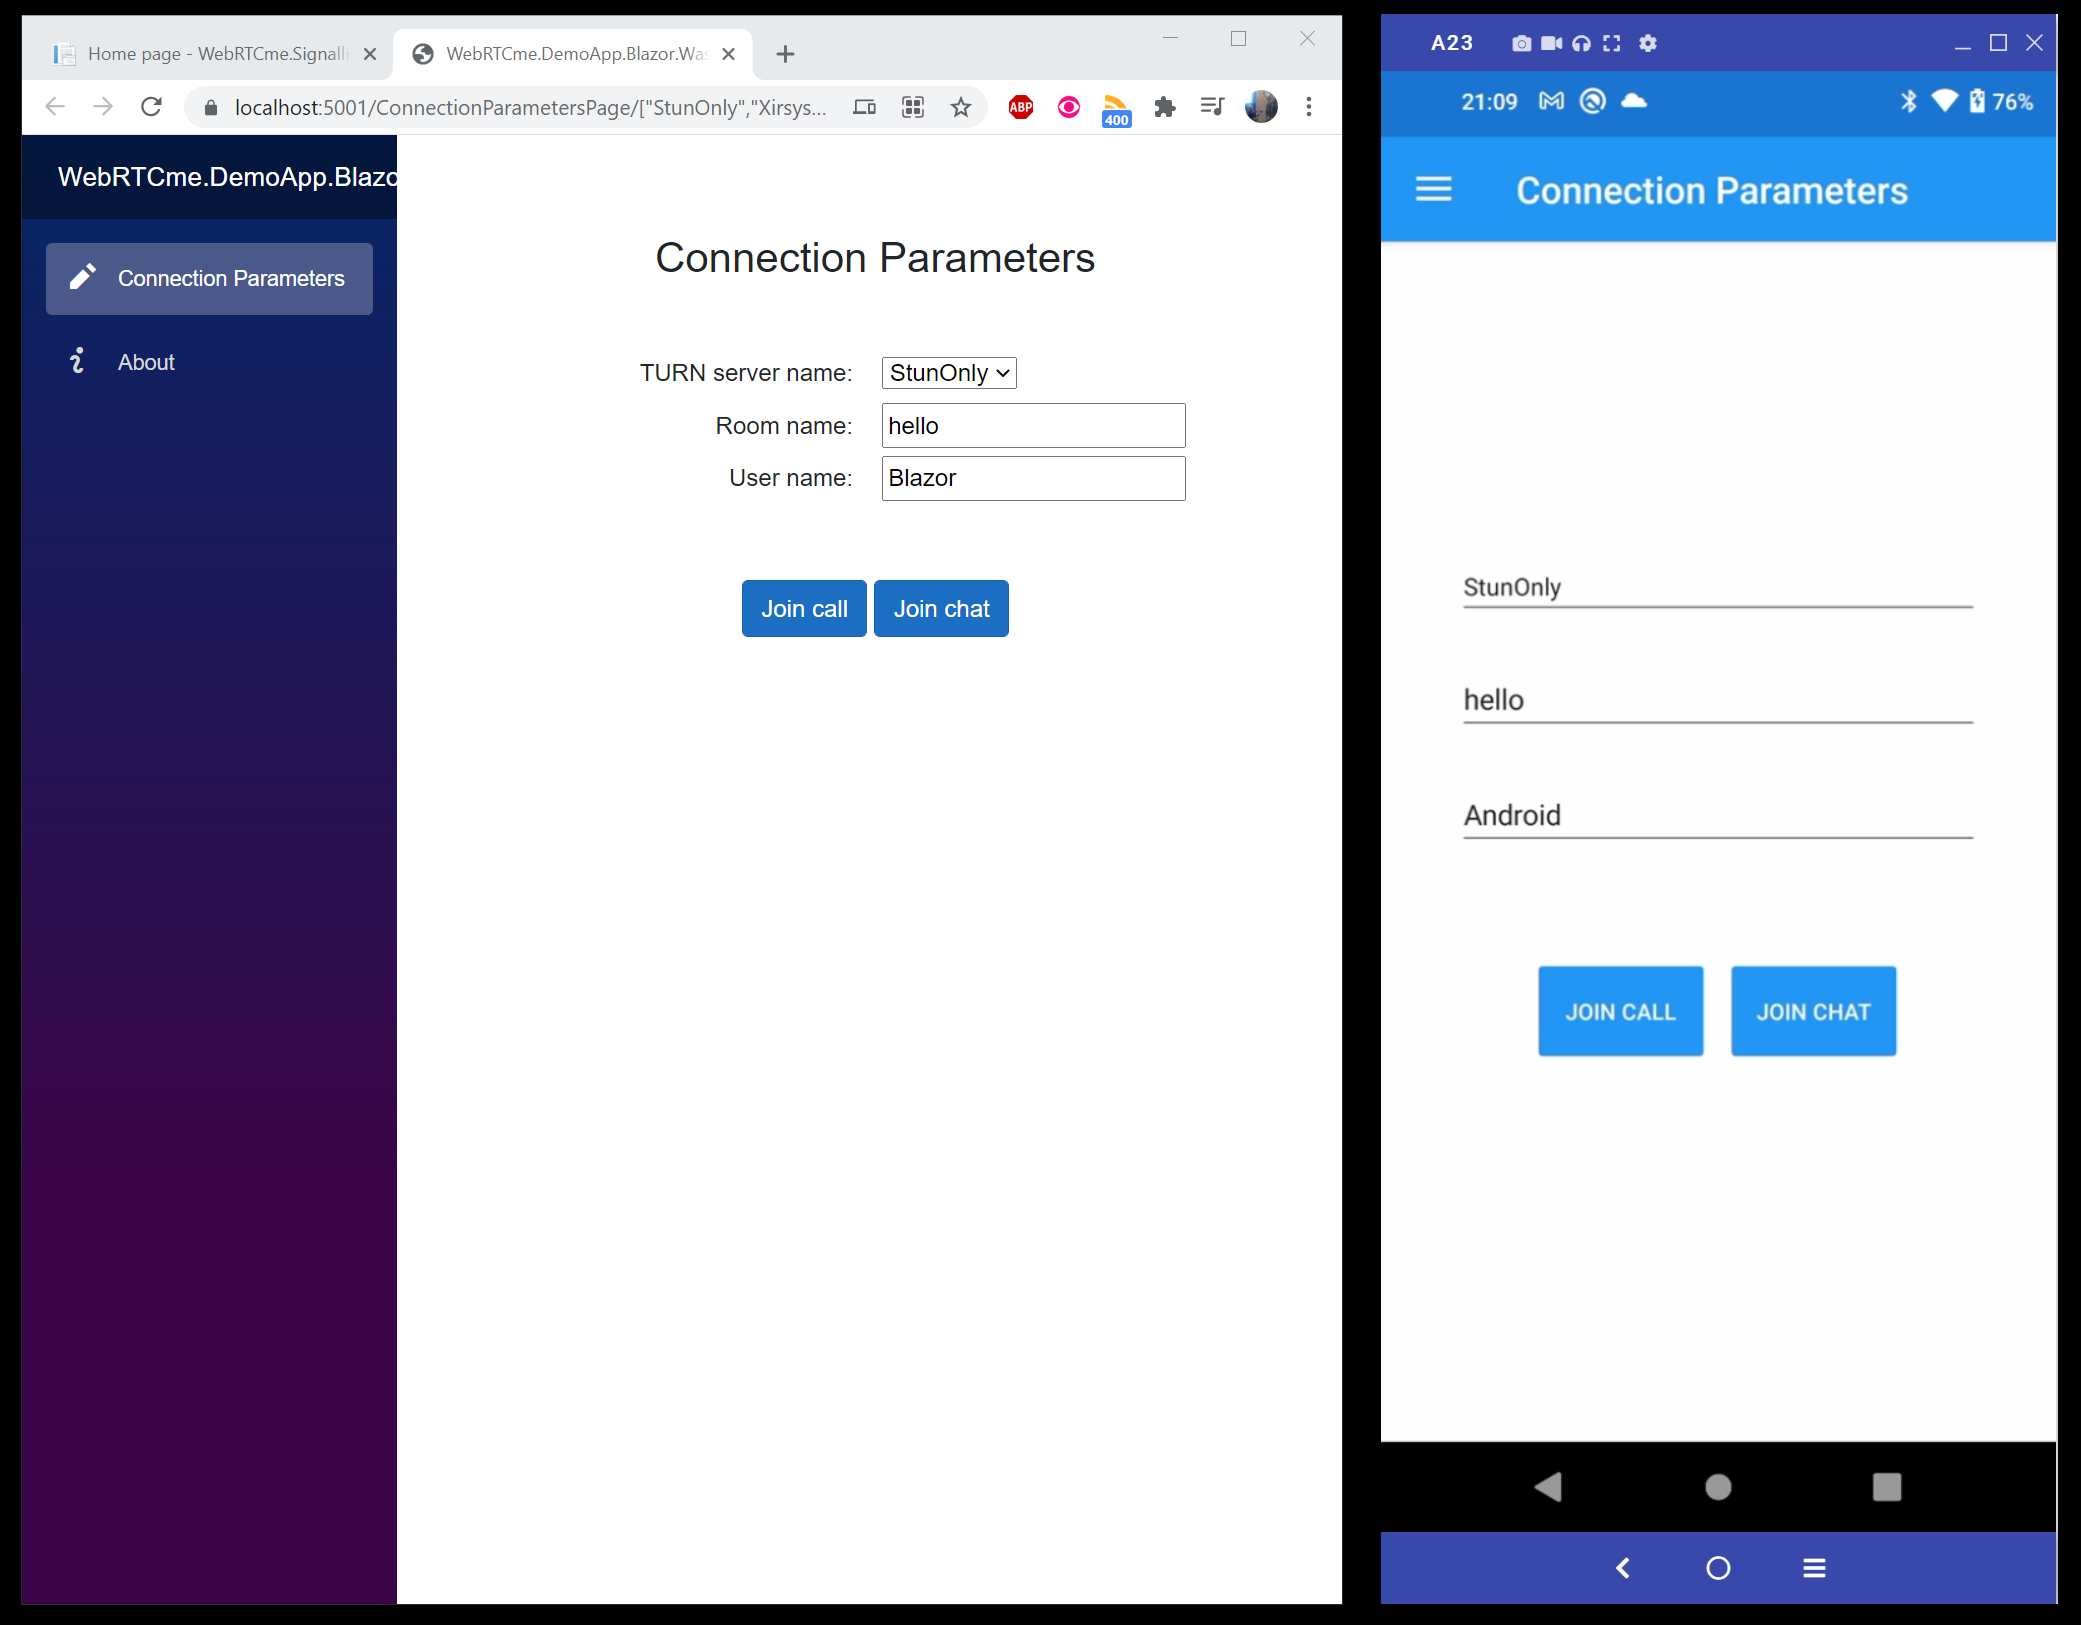 Home page - WebRTCme.Signalli
WebRTCme.DemoApp.Blazor.Was
localhost:5001/ConnectionParametersPage/["StunOnly","Xirsys...
ABP
400
WebRTCme.DemoApp.Blazo
Connection Parameters
About
Connection Parameters
TURN server name: StunOnly
Room name: hello
User name: Blazor
Join call Join chat
A23
21:09 76%
Connection Parameters
StunOnly
hello
Android
JOIN CALL JOIN CHAT